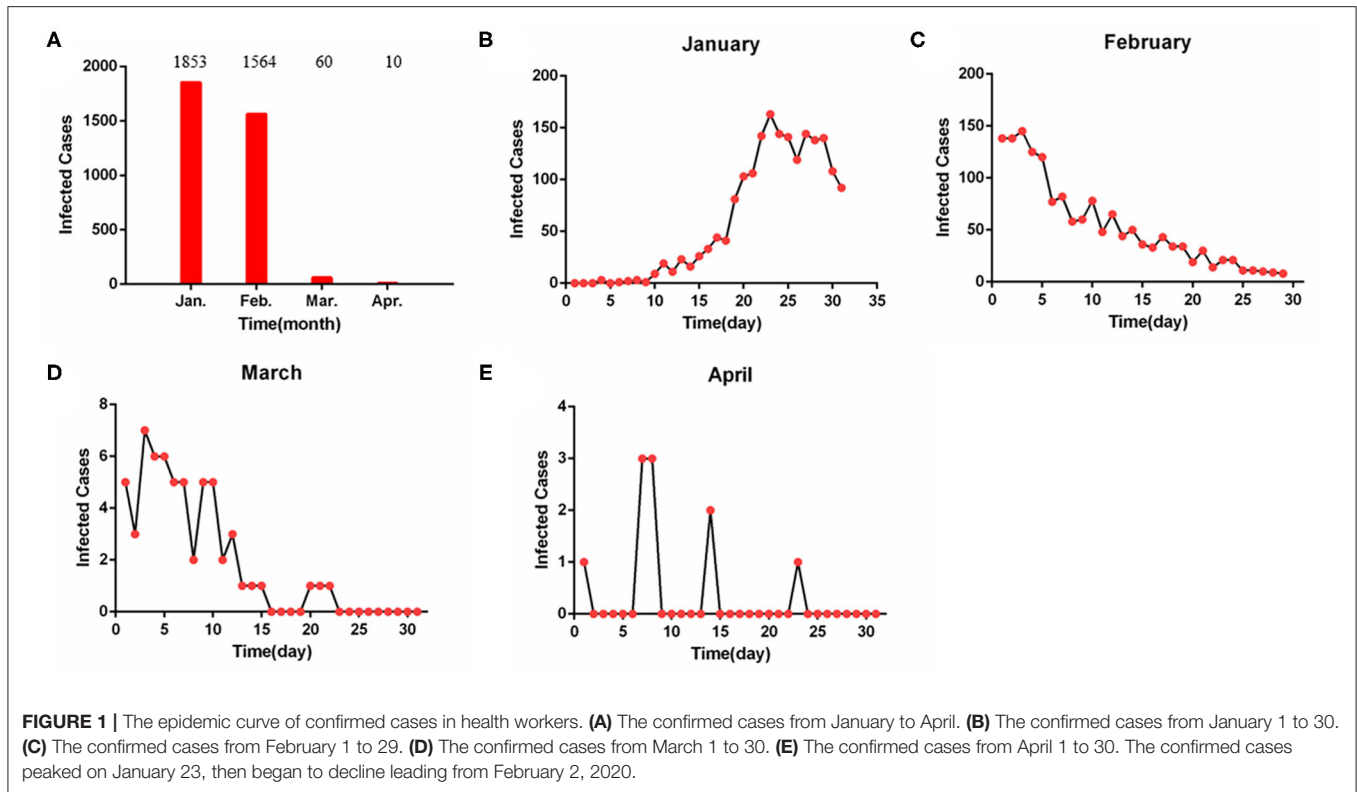 A
1853 1564 60 10
2000
1500
1000
500
0
Infected Cases
Jan. Feb. Mar. Apr.
Time(month)
B
January
200
150
100
50
0
Infected Cases
0 5 10 15 20 25 30 35
Time(day)
C
February
200
150
100
50
0
Infected Cases
0 5 10 15 20 25 30
Time(day)
D
March
8
6
4
2
0
Infected Cases
0 5 10 15 20 25 30
Time(day)
E
April
4
3
2
1
0
Infected Cases
0 5 10 15 20 25 30
Time(day)
FIGURE 1 | The epidemic curve of confirmed cases in health workers. (A) The confirmed cases from January to April. (B) The confirmed cases from January 1 to 30.
(C) The confirmed cases from February 1 to 29. (D) The confirmed cases from March 1 to 30. (E) The confirmed cases from April 1 to 30. The confirmed cases
peaked on January 23, then began to decline leading from February 2, 2020.